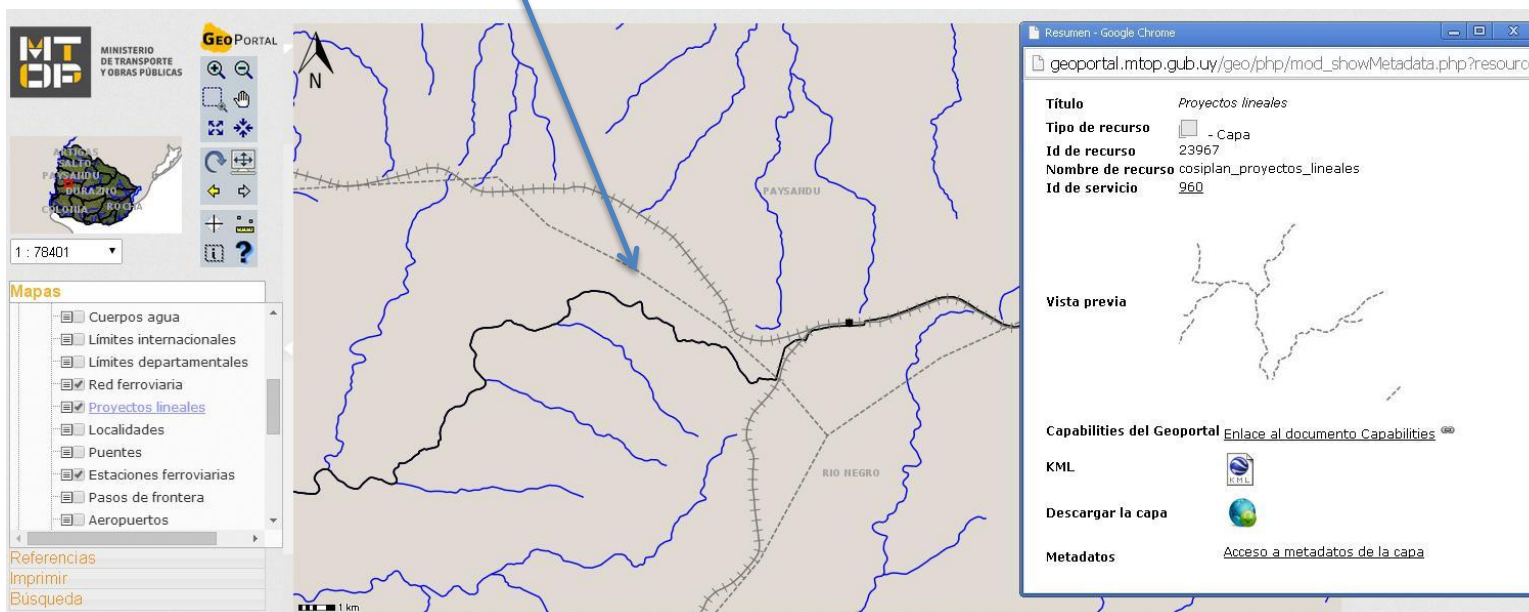 MT
OP
MINISTERIO
DE TRANSPORTE
Y OBRAS PÚBLICAS
GEOPORTAL
ARTIGAS
SALTO
PAYSANDU
DURAZNO
COLONIA
ROCHA
1 : 78401
Mapas
Cuerpos agua
Límites internacionales
Límites departamentales
Red ferroviaria
Proyectos lineales
Localidades
Puentes
Estaciones ferroviarias
Pasos de frontera
Aeropuertos
Referencias
Imprimir
Búsqueda
N
PAYSANDU
RIO NEGRO
1 km
Resumen - Google Chrome
geoportal.mtop.gub.uy/geo/php/mod_showMetadata.php?resourc
Título Proyectos lineales
Tipo de recurso - Capa
Id de recurso 23967
Nombre de recurso cosiplan_proyectos_lineales
Id de servicio 960
Vista previa
Capabilities del Geoportal Enlace al documento Capabilities
KML
KML
Descargar la capa
Metadatos Acceso a metadatos de la capa